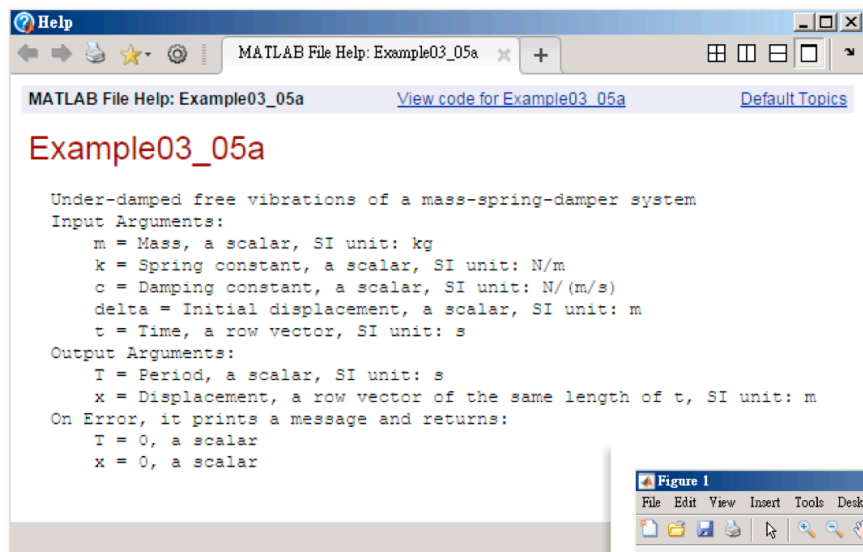 Help
MATLAB File Help: Example03_05a
MATLAB File Help: Example03_05a View code for Example03_05a Default Topics
Example03_05a
Under-damped free vibrations of a mass-spring-damper system
Input Arguments:
m = Mass, a scalar, SI unit: kg
k = Spring constant, a scalar, SI unit: N/m
c = Damping constant, a scalar, SI unit: N/(m/s)
delta = Initial displacement, a scalar, SI unit: m
t = Time, a row vector, SI unit: s
Output Arguments:
T = Period, a scalar, SI unit: s
x = Displacement, a row vector of the same length of t, SI unit: m
On Error, it prints a message and returns:
T = 0, a scalar
x = 0, a scalar
Figure 1
File Edit View Insert Tools Desk